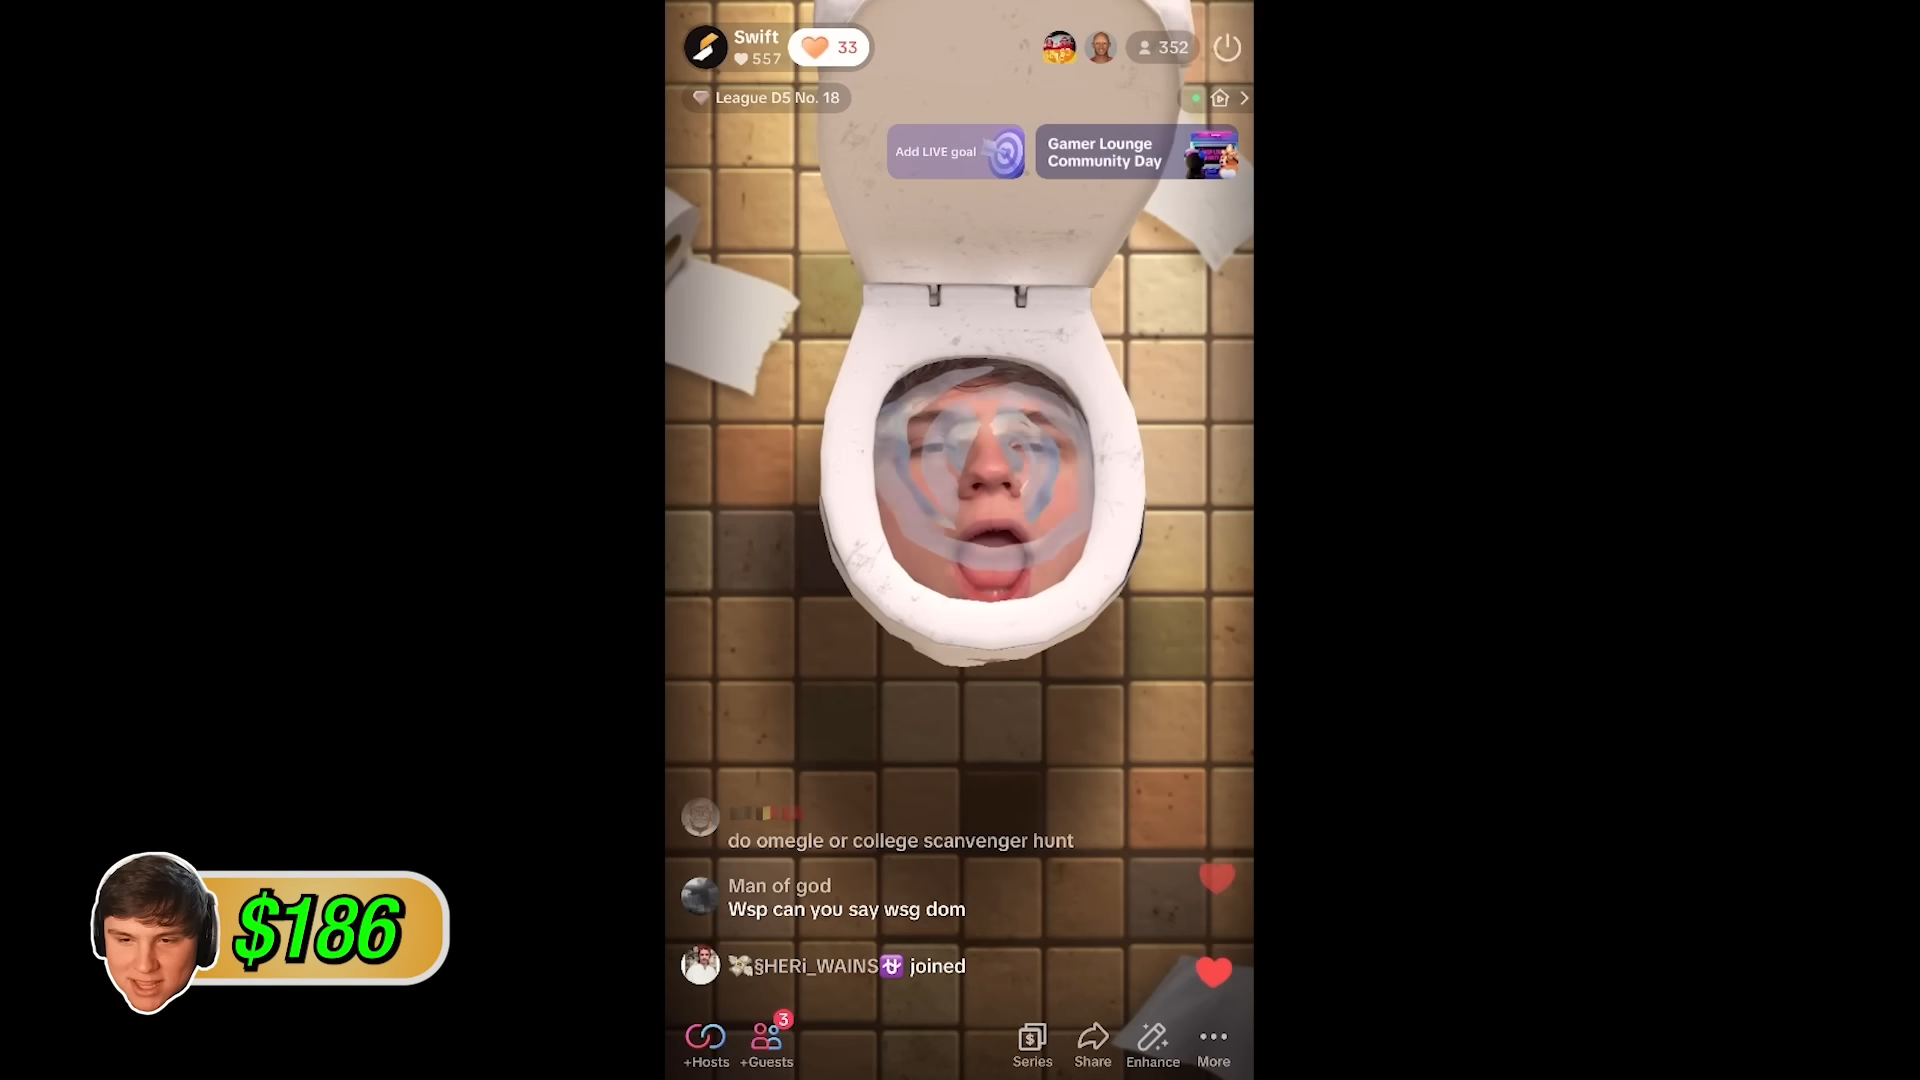 Swift
557
33
352
League D5 No. 18
Add LIVE goal
Gamer Lounge
Community Day
do omegle or college scanvenger hunt
Man of god
Wsp can you say wsg dom
§HERi_WAINS⛎ joined
3
+Hosts
+Guests
Series
Share
Enhance
More
$186